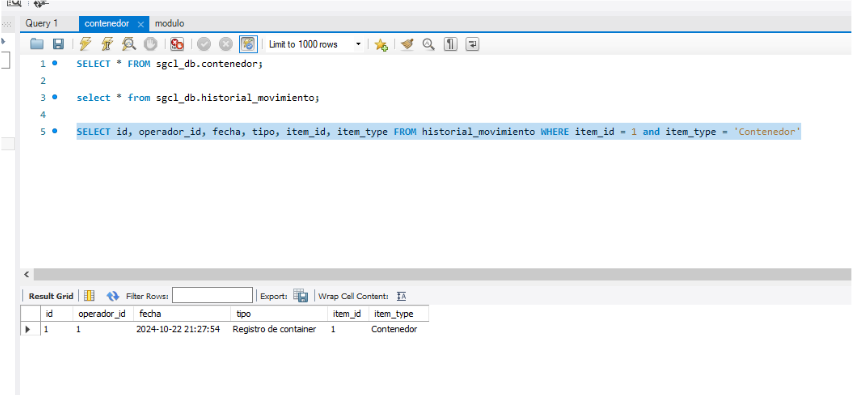 Query 1 contenedor × modulo
Limit to 1000 rows
1 SELECT * FROM sgcl_db.contenedor;
2
3 select * from sgcl_db.historial_movimiento;
4
5 SELECT id, operador_id, fecha, tipo, item_id, item_type FROM historial_movimiento WHERE item_id = 1 and item_type = 'Contenedor'
Result Grid Filter Rows: Export: Wrap Cell Content:
id operador_id fecha tipo item_id item_type
1 1 2024-10-22 21:27:54 Registro de container 1 Contenedor